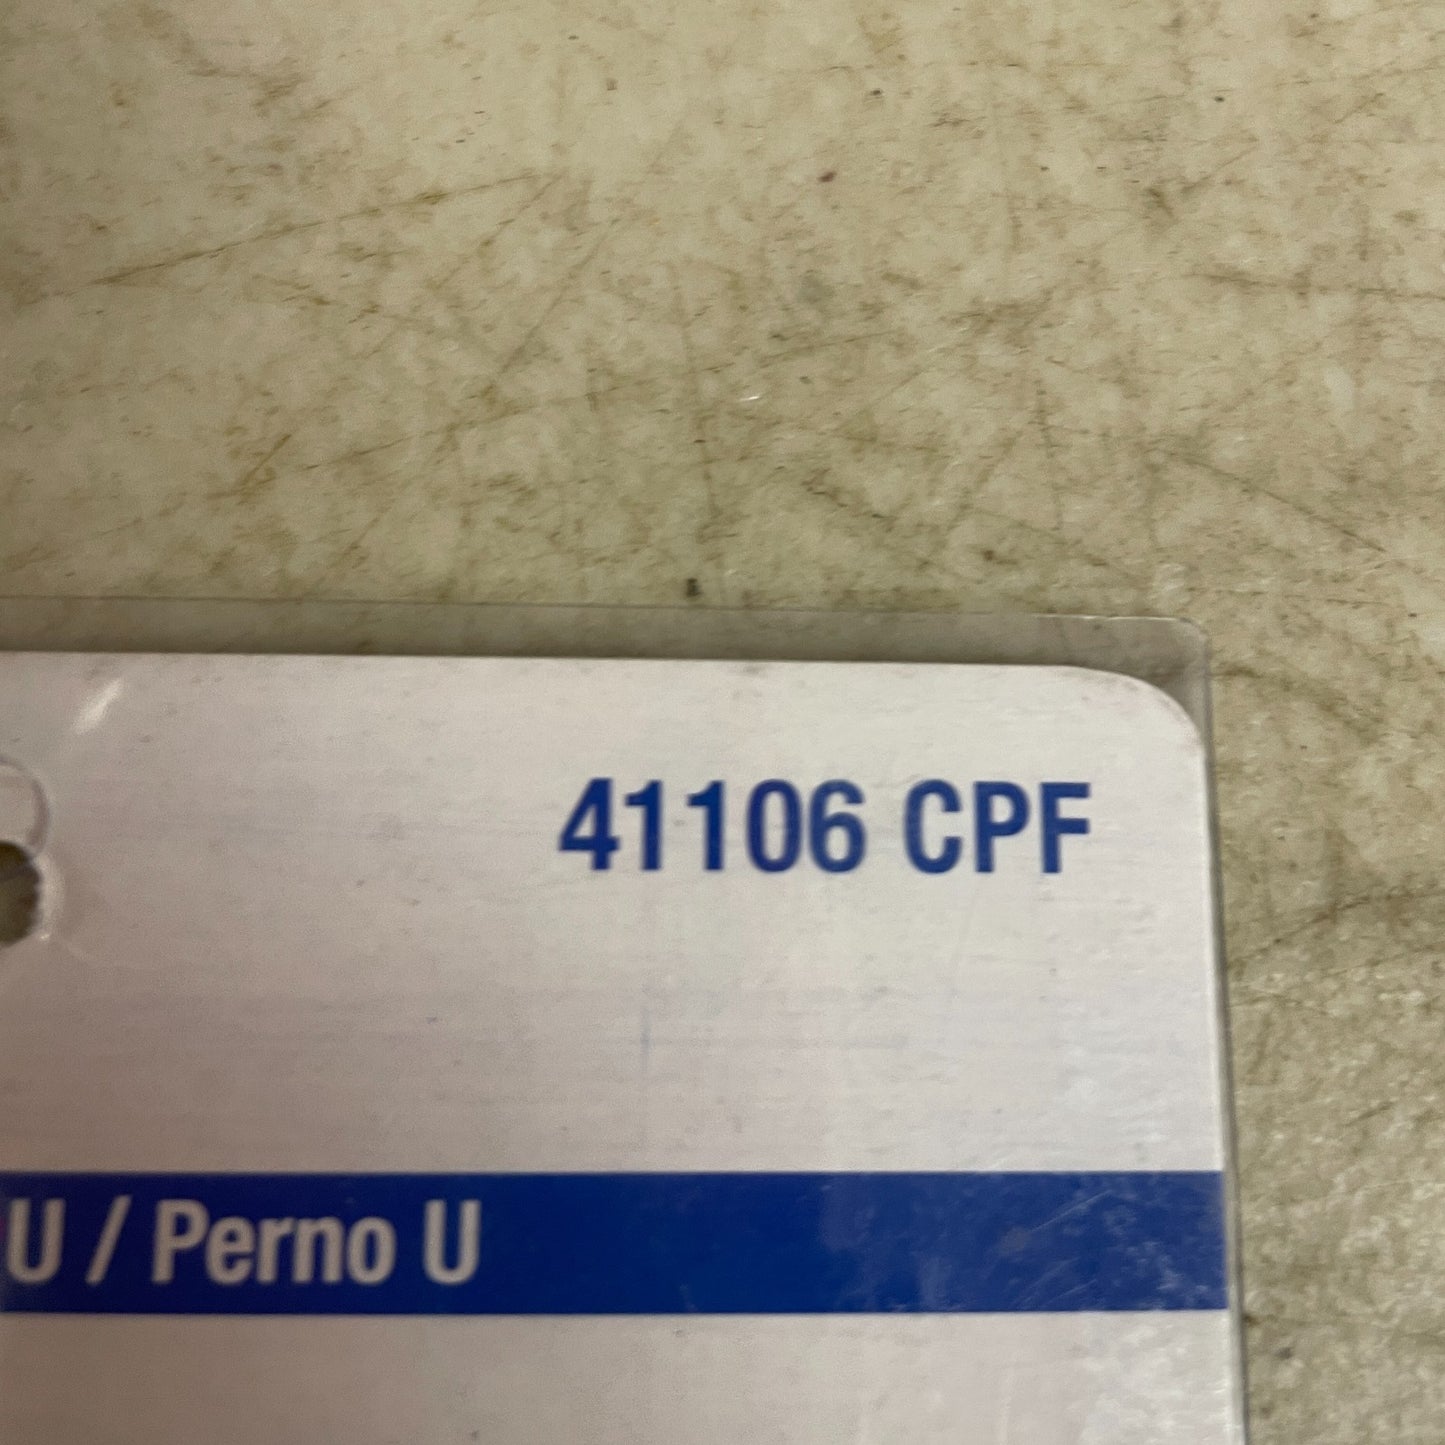 41106 CPF
U / Perno U